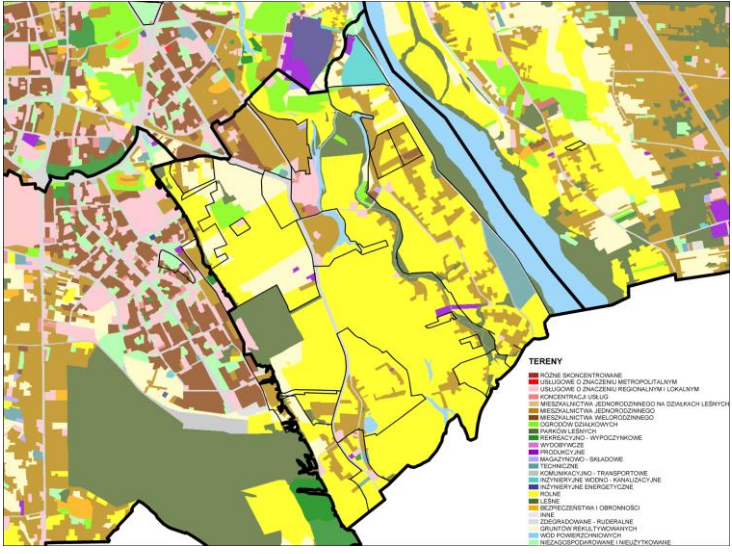 TERENY
RÓŻNE SKONCENTROWANE
USŁUGOWE O ZNACZENIU METROPOLITALNYM
USŁUGOWE O ZNACZENIU REGIONALNYM I LOKALNYM
KONCENTRACJI USŁUG
MIESZKALNICTWA JEDNORODZINNEGO NA DZIAŁKACH LEŚNYCH
MIESZKALNICTWA JEDNORODZINNEGO
MIESZKALNICTWA WIELORODZINNEGO
OGRODÓW DZIAŁKOWYCH
PARKÓW LEŚNYCH
REKREACYJNO - WYPOCZYNKOWE
WYDOBYWCZE
PRODUKCYJNE
MAGAZYNOWO - SKŁADOWE
TECHNICZNE
KOMUNIKACYJNO - TRANSPORTOWE
INŻYNIERYJNE WODNO - KANALIZACYJNE
INŻYNIERYJNE ENERGETYCZNE
ROLNE
LEŚNE
BEZPIECZEŃSTWA I OBRONNOŚCI
INNE
ZDEGRADOWANE - RUDERALNE
GRUNTÓW REKULTYWOWANYCH
WÓD POWIERZCHNIOWYCH
NIEZAGOSPODAROWANE I NIEUŻYTKOWANE